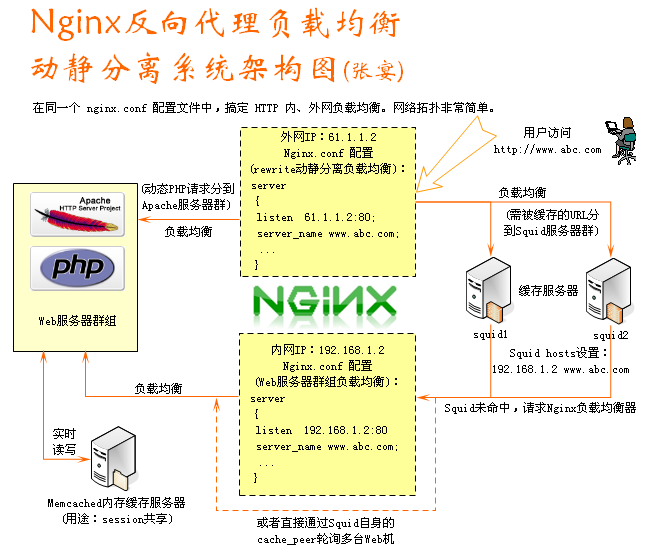 Nginx反向代理负载均衡
动静分离系统架构图(张宴)
在同一个 nginx.conf 配置文件中，搞定 HTTP 内、外网负载均衡。网络拓扑非常简单。
外网IP：61.1.1.2
Nginx.conf 配置
(rewrite动静分离负载均衡)：
server
{
listen 61.1.1.2:80;
server_name www.abc.com;
...
}
用户访问
http://www.abc.com
(动态PHP请求分到
Apache服务器群)
负载均衡
负载均衡
(需被缓存的URL分
到Squid服务器群)
Apache
HTTP Server Project
php
Web服务器群组
NGINX
缓存服务器
squid1
squid2
Squid hosts设置：
192.168.1.2 www.abc.com
内网IP：192.168.1.2
Nginx.conf 配置
(Web服务器群组负载均衡)：
server
{
listen 192.168.1.2:80
server_name www.abc.com;
...
}
负载均衡
Squid未命中，请求Nginx负载均衡器
实时
读写
Memcached内存缓存服务器
(用途：session共享)
或者直接通过Squid自身的
cache_peer轮询多台Web机